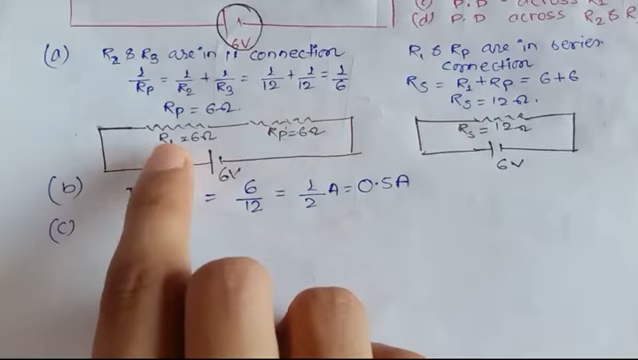 6V
(c) P.D - across R1
(d) P.D across R2 & R
(a) R2 & R3 are in 11 connection
1/Rp = 1/R2 + 1/R3 = 1/12 + 1/12 = 1/6
Rp = 6Ω
R1 = 6Ω
Rp = 6Ω
6V
R1 & Rp are in series
connection
Rs = R1 + Rp = 6 + 6
Rs = 12Ω.
Rs = 12Ω
6V
(b) = 6/12 = 1/2 A = 0.5A
(c)